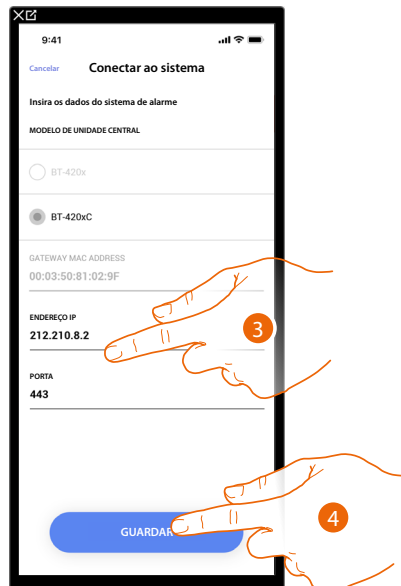 9:41
Cancelar Conectar ao sistema
Insira os dados do sistema de alarme
MODELO DE UNIDADE CENTRAL
BT-420x
BT-420xC
GATEWAY MAC ADDRESS
00:03:50:81:02:9F
ENDEREÇO IP
212.210.8.2
3
PORTA
443
GUARDAR
4